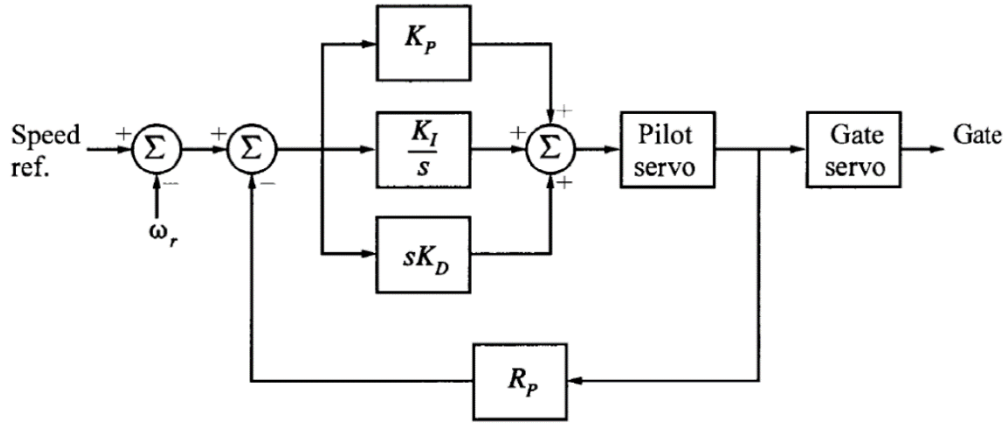 K_P
+
Speed ref.
+
Σ
−
ω_r
+
Σ
−
K_I
s
+
+
Σ
+
Pilot
servo
Gate
servo
Gate
sK_D
R_P